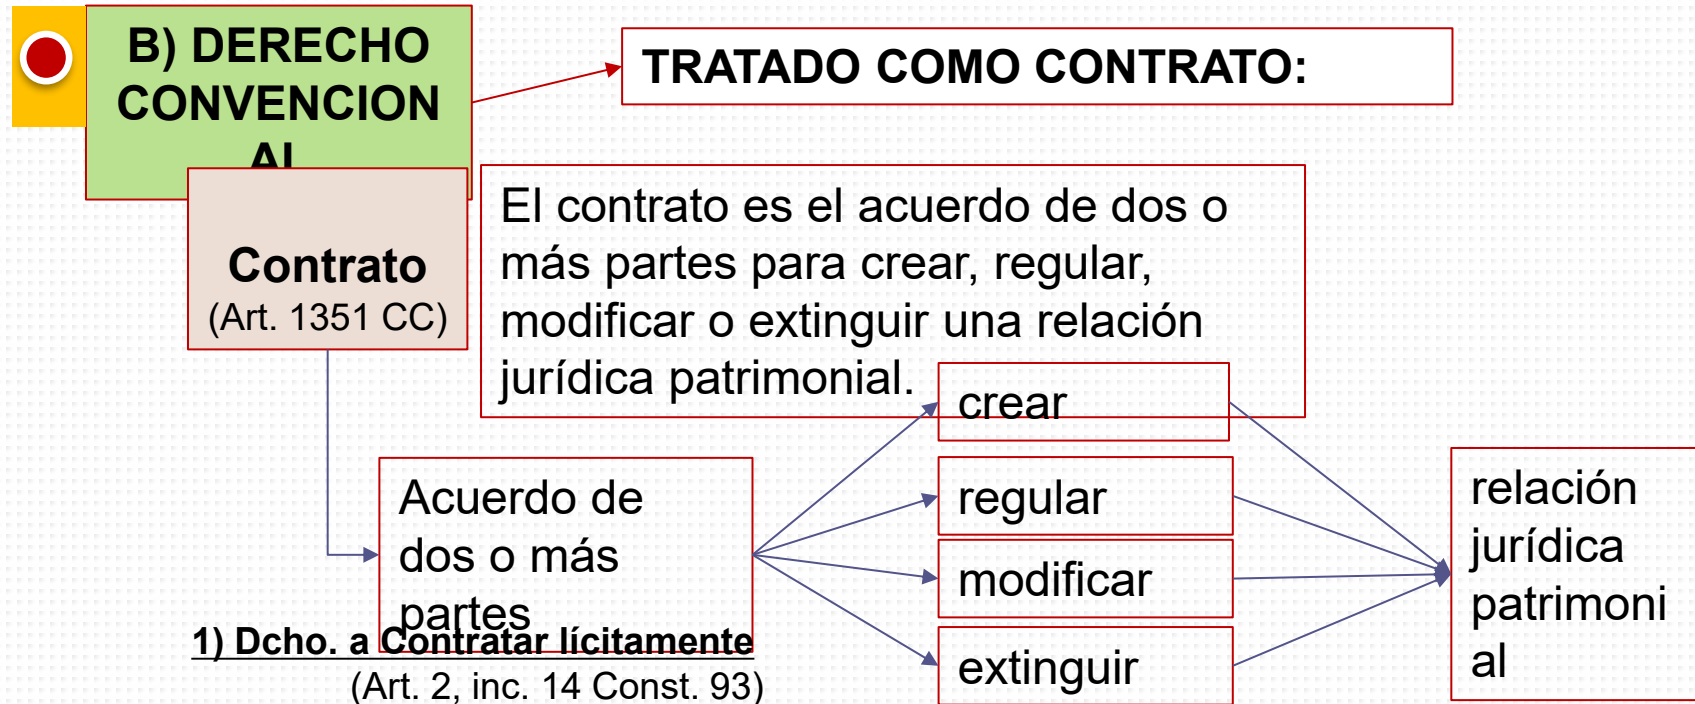 B) DERECHO
CONVENCION
AL
TRATADO COMO CONTRATO:
Contrato
(Art. 1351 CC)
El contrato es el acuerdo de dos o
más partes para crear, regular,
modificar o extinguir una relación
jurídica patrimonial.
Acuerdo de
dos o más
partes
crear
regular
modificar
extinguir
relación
jurídica
patrimoni
al
1) Dcho. a Contratar lícitamente
(Art. 2, inc. 14 Const. 93)